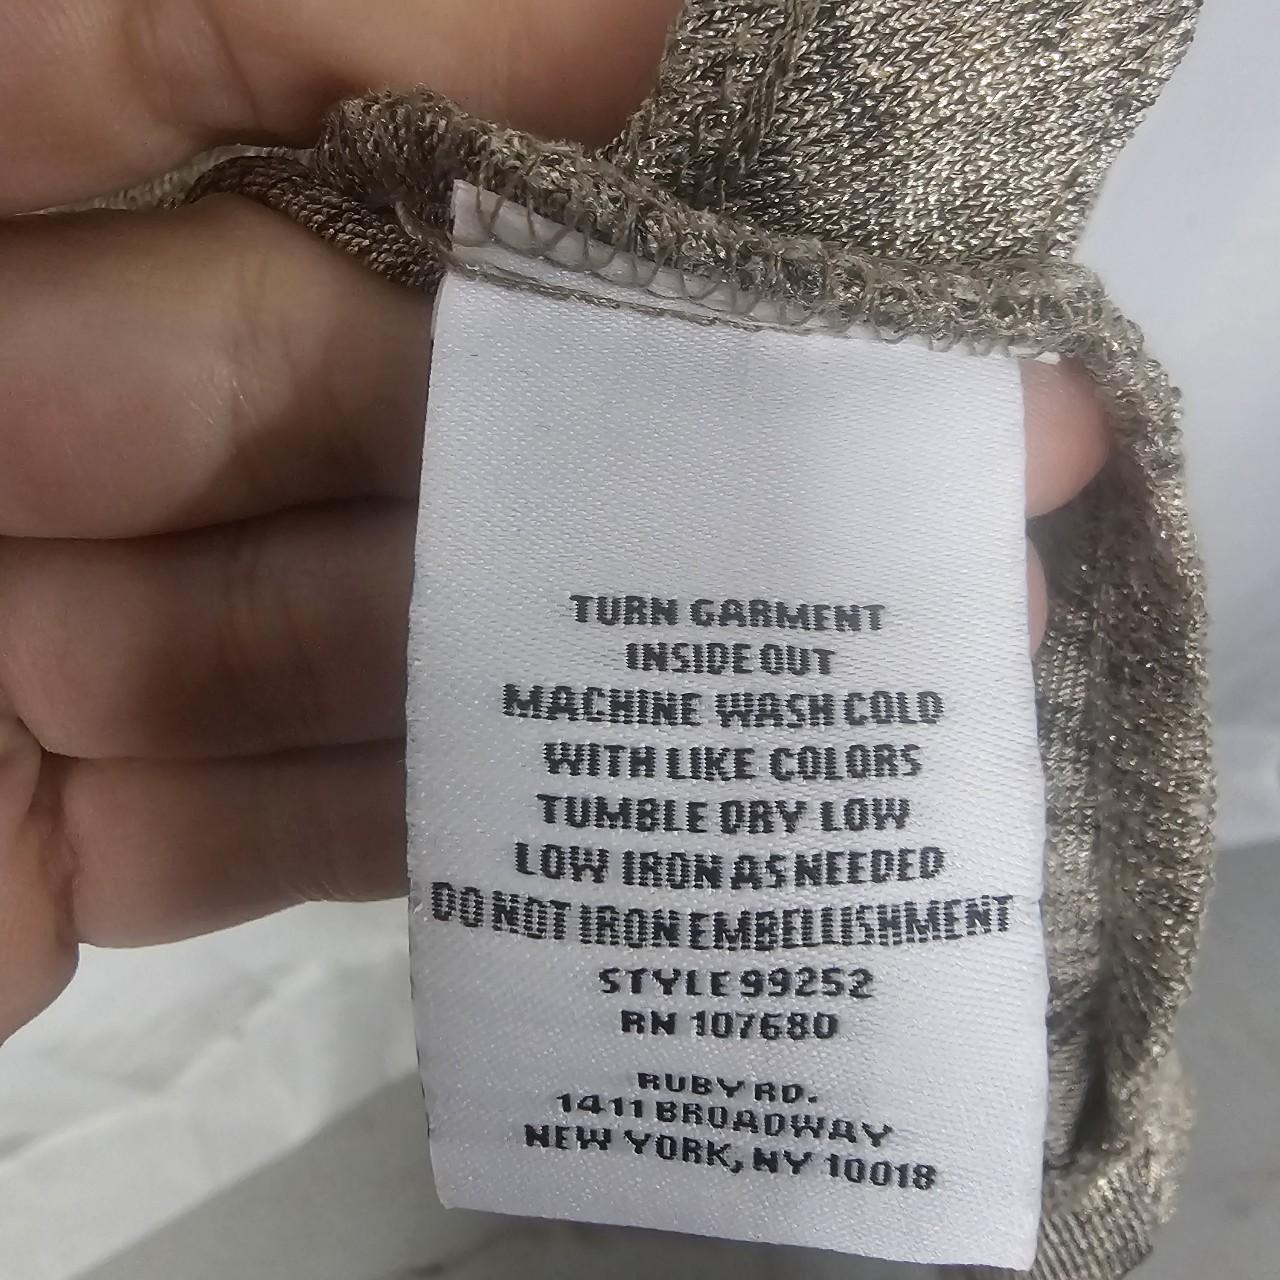 TURN GARMENT
INSIDE OUT
MACHINE WASH COLD
WITH LIKE COLORS
TUMBLE DRY LOW
LOW IRON AS NEEDED
DO NOT IRON EMBELLISHMENT
STYLE 99252
RN 107680
RUBY RD.
1411 BROADWAY
NEW YORK, NY 10018